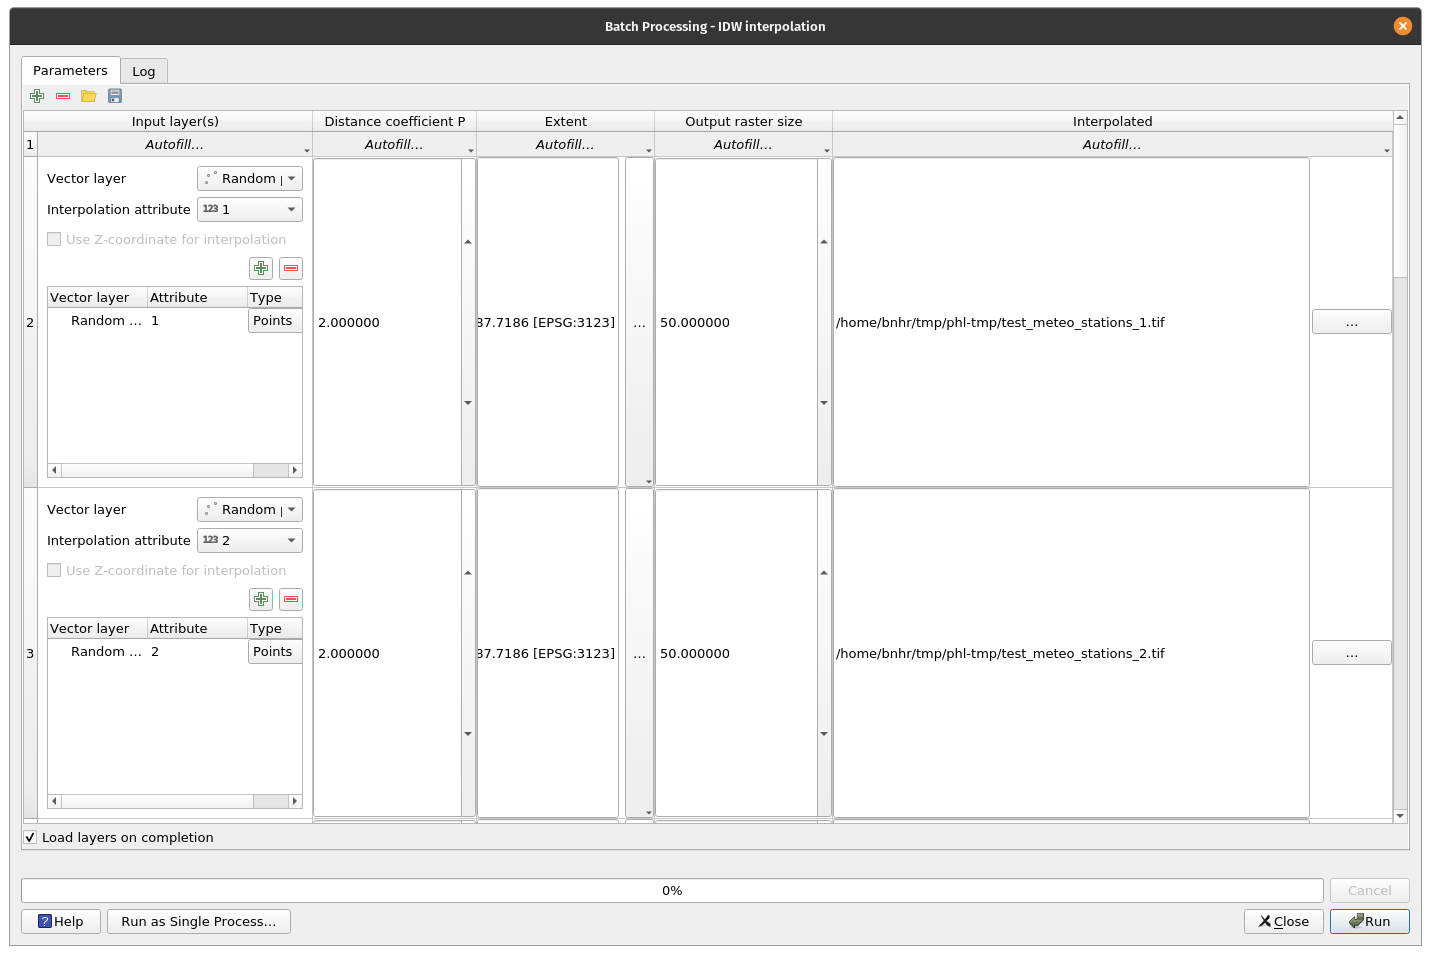 Batch Processing - IDW interpolation
Parameters
Log
Input layer(s) Distance coefficient P Extent Output raster size Interpolated
1 Autofill... Autofill... Autofill... Autofill... Autofill...
Vector layer Random
Interpolation attribute 123 1
Use Z-coordinate for interpolation
Vector layer Attribute Type
Random ... 1 Points
2 2.000000 87.7186 [EPSG:3123] ... 50.000000 /home/bnhr/tmp/phl-tmp/test_meteo_stations_1.tif ...
Vector layer Random
Interpolation attribute 123 2
Use Z-coordinate for interpolation
Vector layer Attribute Type
Random ... 2 Points
3 2.000000 87.7186 [EPSG:3123] ... 50.000000 /home/bnhr/tmp/phl-tmp/test_meteo_stations_2.tif ...
Load layers on completion
0%
Cancel
Help Run as Single Process... Close Run